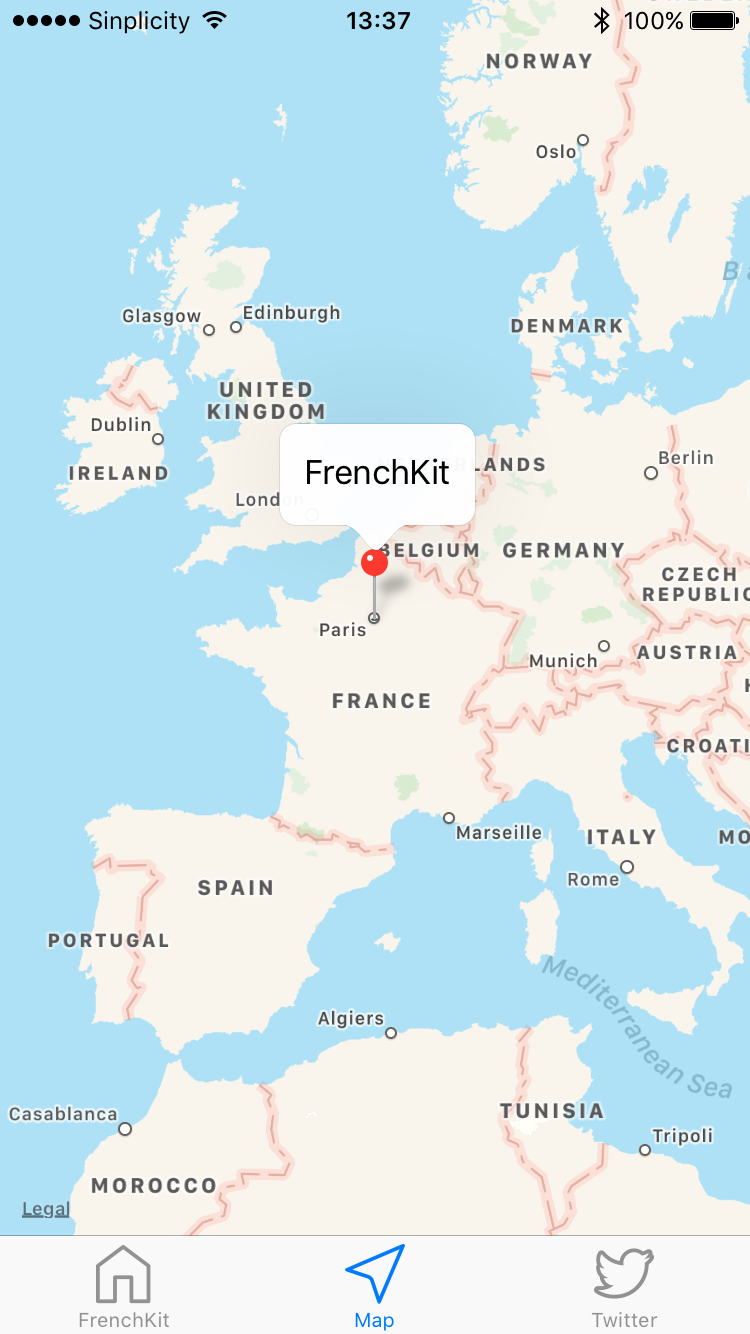 Sinplicity 13:37 100%
NORWAY
Oslo
Glasgow
Edinburgh
DENMARK
UNITED
KINGDOM
Dublin
IRELAND
Berlin
London
FrenchKit
BELGIUM
GERMANY
CZECH
REPUBLIC
Paris
Munich
AUSTRIA
FRANCE
CROATI
Marseille
ITALY
MO
Rome
SPAIN
PORTUGAL
Mediterranean Sea
Algiers
Casablanca
TUNISIA
Tripoli
MOROCCO
Legal
FrenchKit Map Twitter